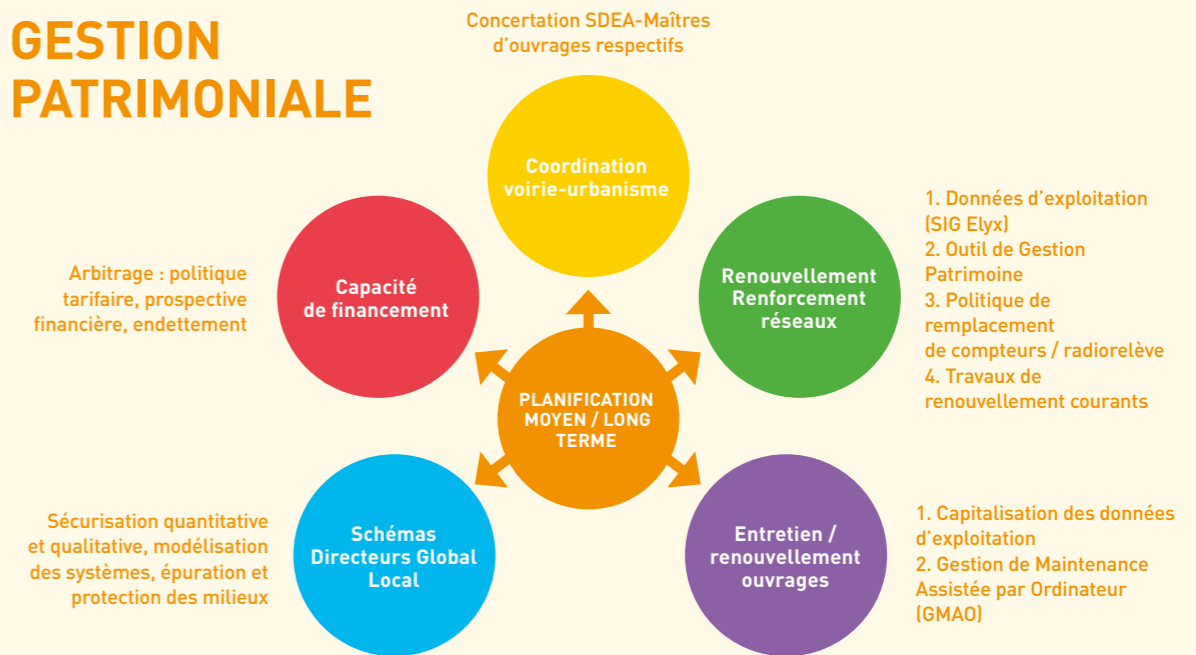 GESTION
PATRIMONIALE
Concertation SDEA-Maîtres
d'ouvrages respectifs
Coordination
voirie-urbanisme
Arbitrage : politique
tarifaire, prospective
financière, endettement
Capacité
de financement
Renouvellement
Renforcement
réseaux
1. Données d'exploitation
(SIG Elyx)
2. Outil de Gestion
Patrimoine
3. Politique de
remplacement
de compteurs / radiorelève
4. Travaux de
renouvellement courants
PLANIFICATION
MOYEN / LONG
TERME
Sécurisation quantitative
et qualitative, modélisation
des systèmes, épuration et
protection des milieux
Schémas
Directeurs Global
Local
Entretien /
renouvellement
ouvrages
1. Capitalisation des données
d'exploitation
2. Gestion de Maintenance
Assistée par Ordinateur
(GMAO)